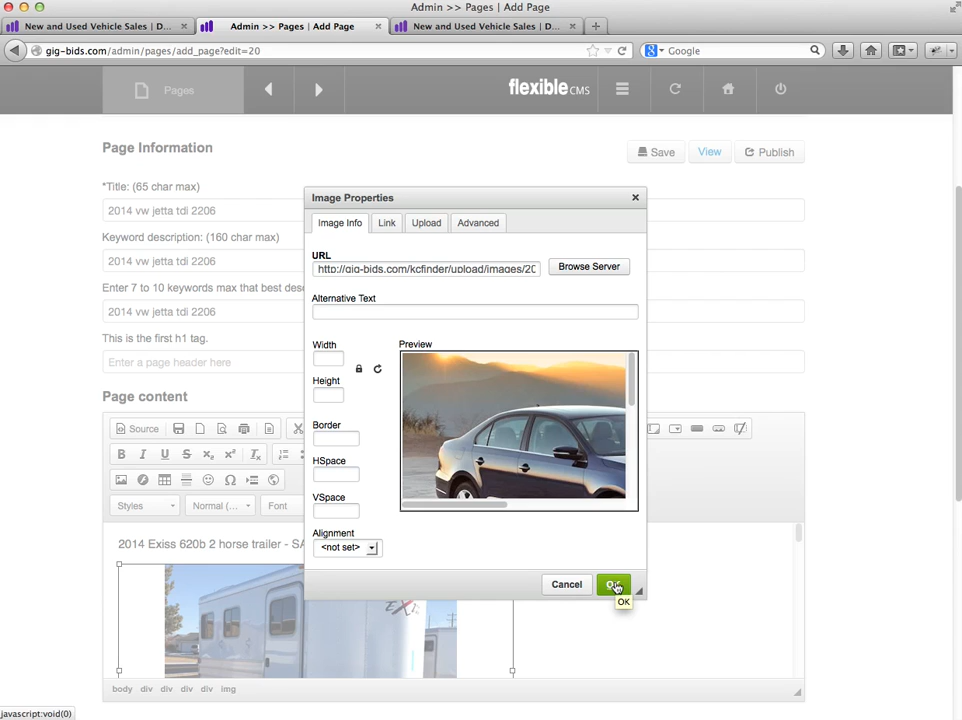 Admin >> Pages | Add Page
New and Used Vehicle Sales | D... × Admin >> Pages | Add Page × New and Used Vehicle Sales | D... × +
gig-bids.com/admin/pages/add_page?edit=20 Google
Pages flexibleCMS
Page Information Save View Publish
*Title: (65 char max)
2014 vw jetta tdi 2206
Keyword description: (160 char max)
2014 vw jetta tdi 2206
Enter 7 to 10 keywords max that best des
2014 vw jetta tdi 2206
This is the first h1 tag.
Enter a page header here
Page content
Source
B I U S x₂ x² Tx
Styles Normal (... Font
2014 Exiss 620b 2 horse trailer - SA
EXI
body div div div div img
Image Properties ×
Image Info Link Upload Advanced
URL
http://gig-bids.com/kcfinder/upload/images/20 Browse Server
Alternative Text
Width
Preview
Height
Border
HSpace
VSpace
Alignment
<not set>
Cancel OK
OK
javascript:void(0)